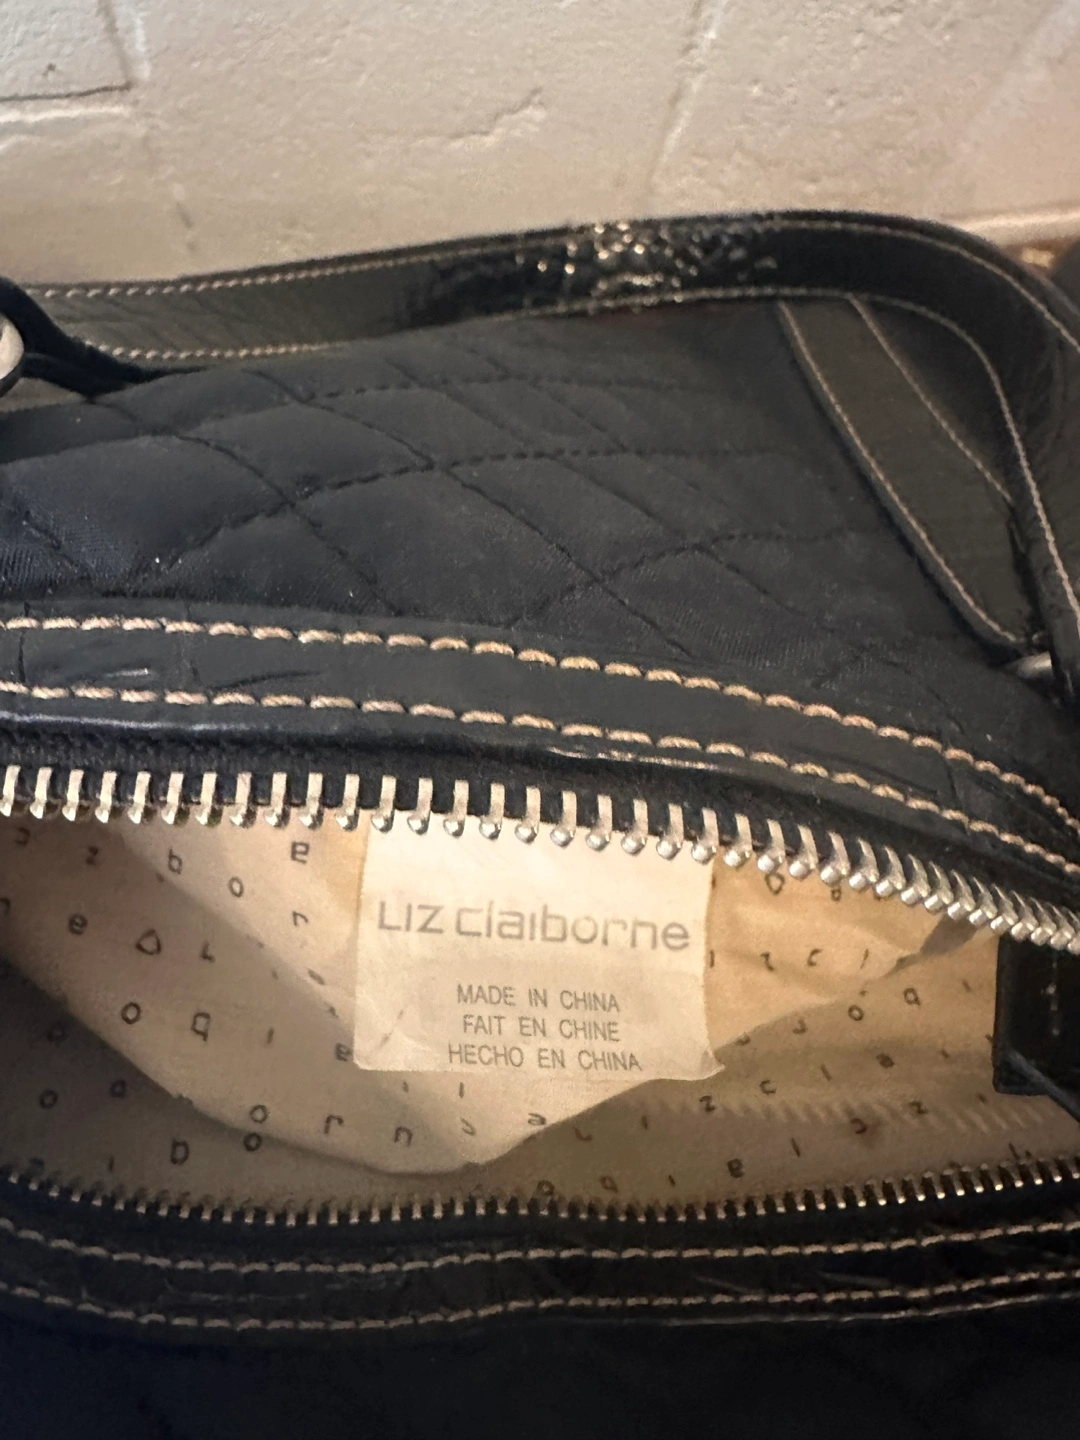 LIZ claiborne
MADE IN CHINA
FAIT EN CHINE
HECHO EN CHINA